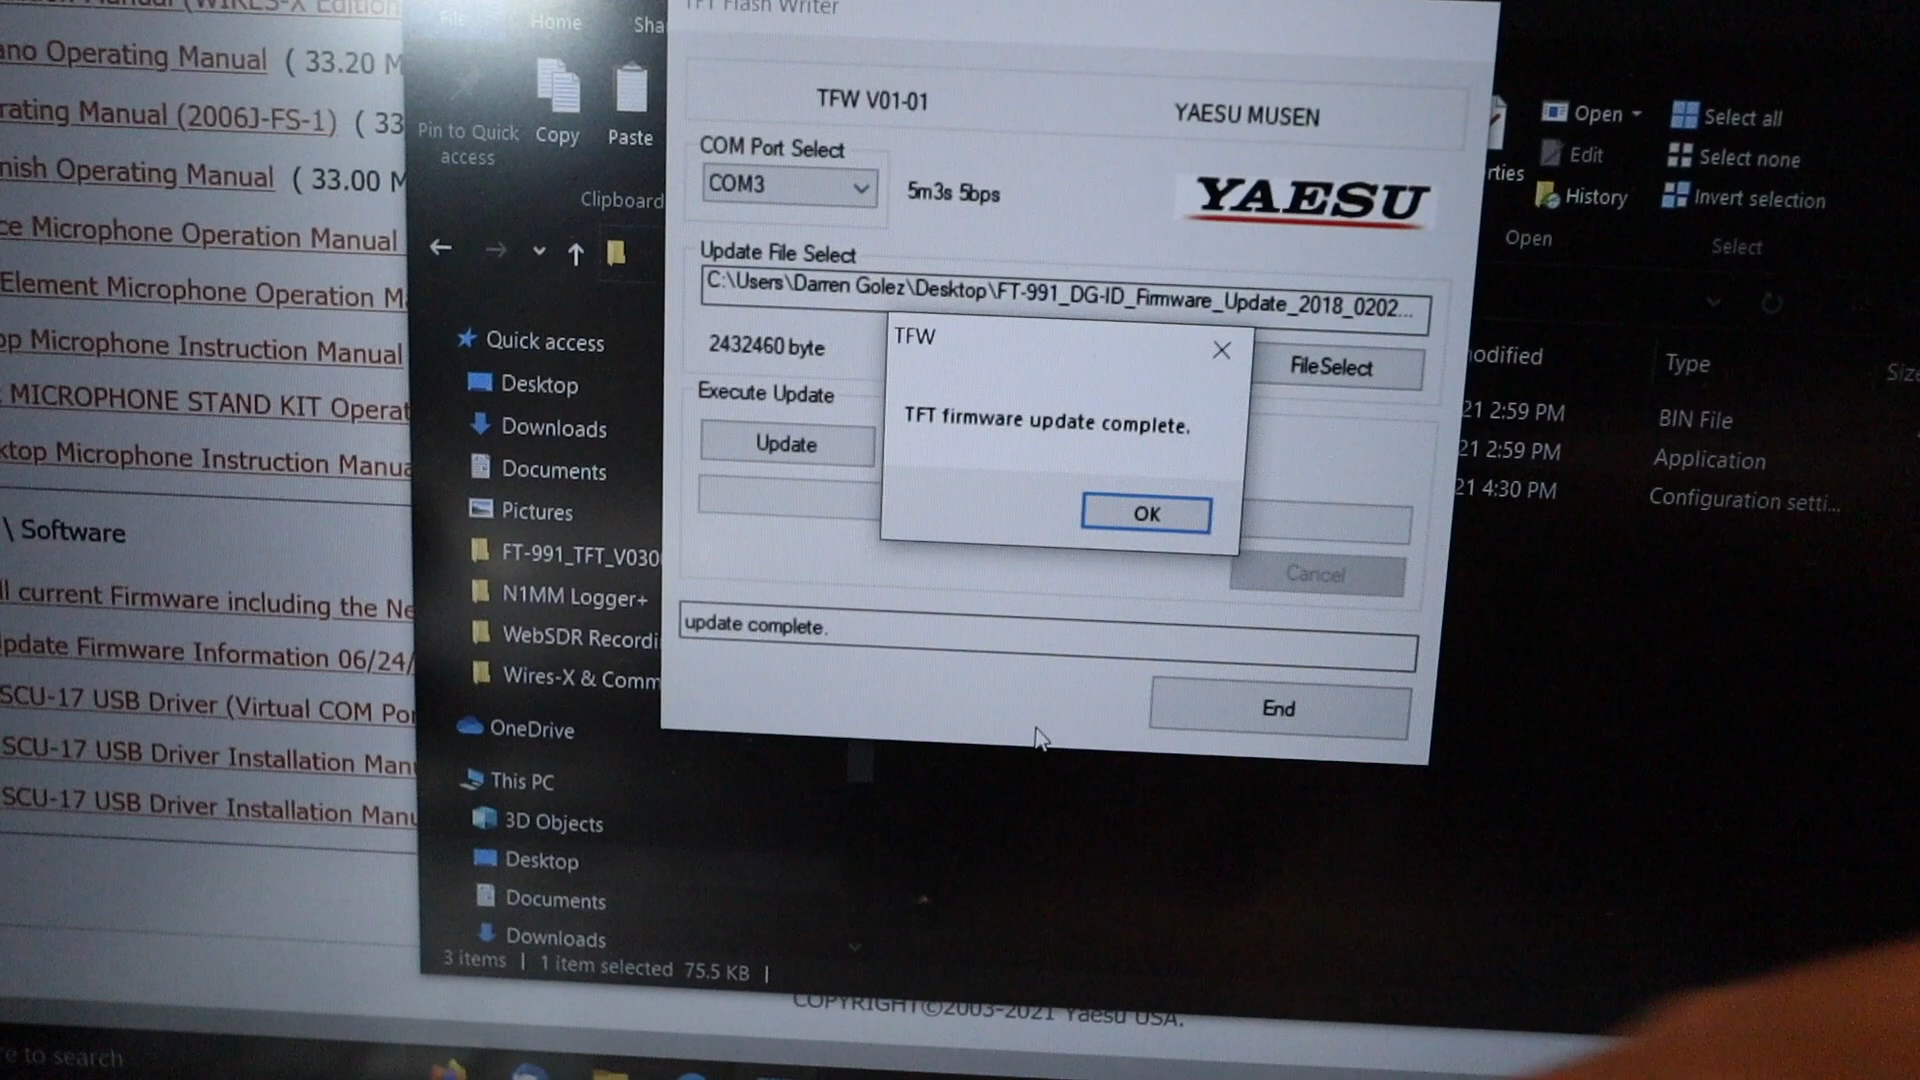 ano Operating Manual ( 33.20 M
rating Manual (2006J-FS-1) ( 33
nish Operating Manual ( 33.00 M
ce Microphone Operation Manual
Element Microphone Operation M
op Microphone Instruction Manual
MICROPHONE STAND KIT Operat
ktop Microphone Instruction Manua
\ Software
ll current Firmware including the Ne
pdate Firmware Information 06/24/
SCU-17 USB Driver (Virtual COM Por
SCU-17 USB Driver Installation Man
SCU-17 USB Driver Installation Manu
COPYRIGHT©2003-2021 Yaesu USA.
re to search
File
Home
Sha
Pin to Quick access
Copy
Paste
Clipboard
Quick access
Desktop
Downloads
Documents
Pictures
FT-991_TFT_V030
N1MM Logger+
WebSDR Recordi
Wires-X & Comm
OneDrive
This PC
3D Objects
Desktop
Documents
Downloads
3 items | 1 item selected 75.5 KB |
TFT Flash Writer
TFW V01-01
YAESU MUSEN
COM Port Select
COM3
5m3s 5bps
YAESU
Update File Select
C:\Users\Darren Golez\Desktop\FT-991_DG-ID_Firmware_Update_2018_0202...
2432460 byte
FileSelect
Execute Update
Update
TFW
TFT firmware update complete.
OK
Cancel
update complete.
End
rties
Open
Edit
History
Open
Select all
Select none
Invert selection
Select
odified
Type
Size
21 2:59 PM
BIN File
21 2:59 PM
Application
21 4:30 PM
Configuration setti...